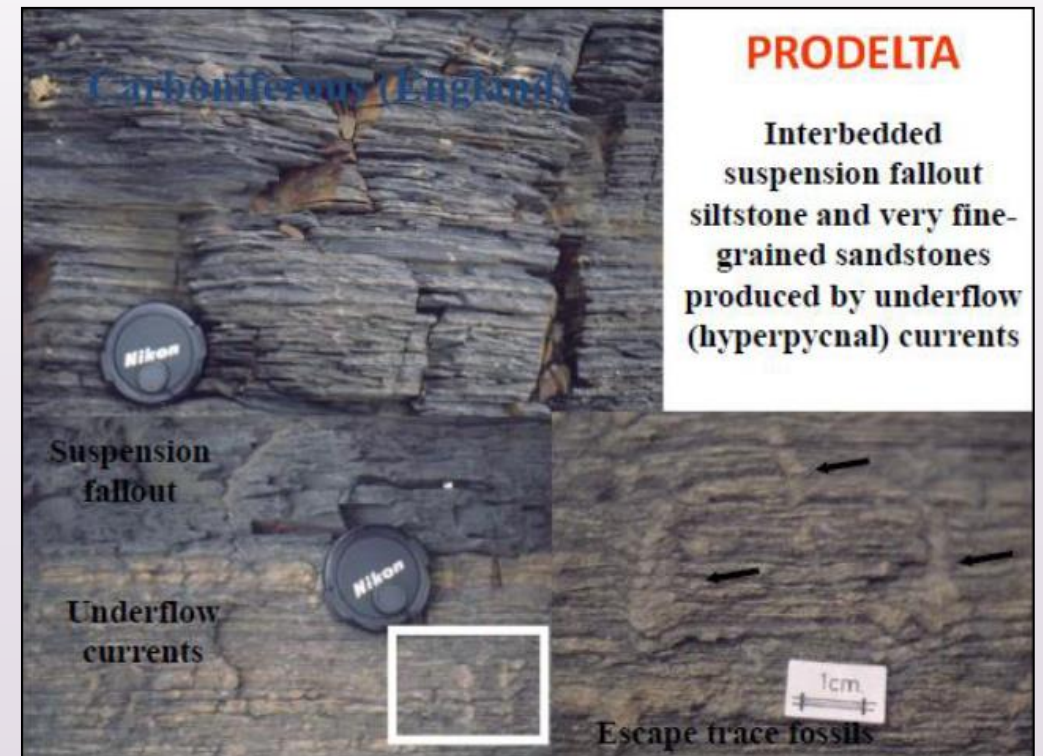 Carboniferous (England)
PRODELTA
Interbedded
suspension fallout
siltstone and very fine-
grained sandstones
produced by underflow
(hyperpycnal) currents
Nikon
Suspension
fallout
Nikon
Underflow
currents
1cm.
Escape trace fossils